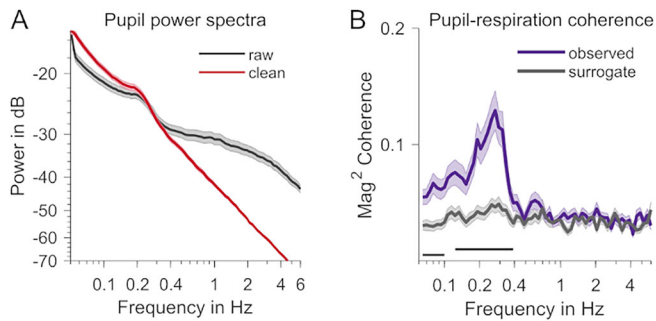 A
Pupil power spectra
raw
clean
Power in dB
-20
-30
-40
-50
-60
-70
0.1 0.2 0.4 1 2 4 6
Frequency in Hz
B
Pupil-respiration coherence
observed
surrogate
Mag² Coherence
0.2
0.1
0.1 0.2 0.4 1 2 4
Frequency in Hz